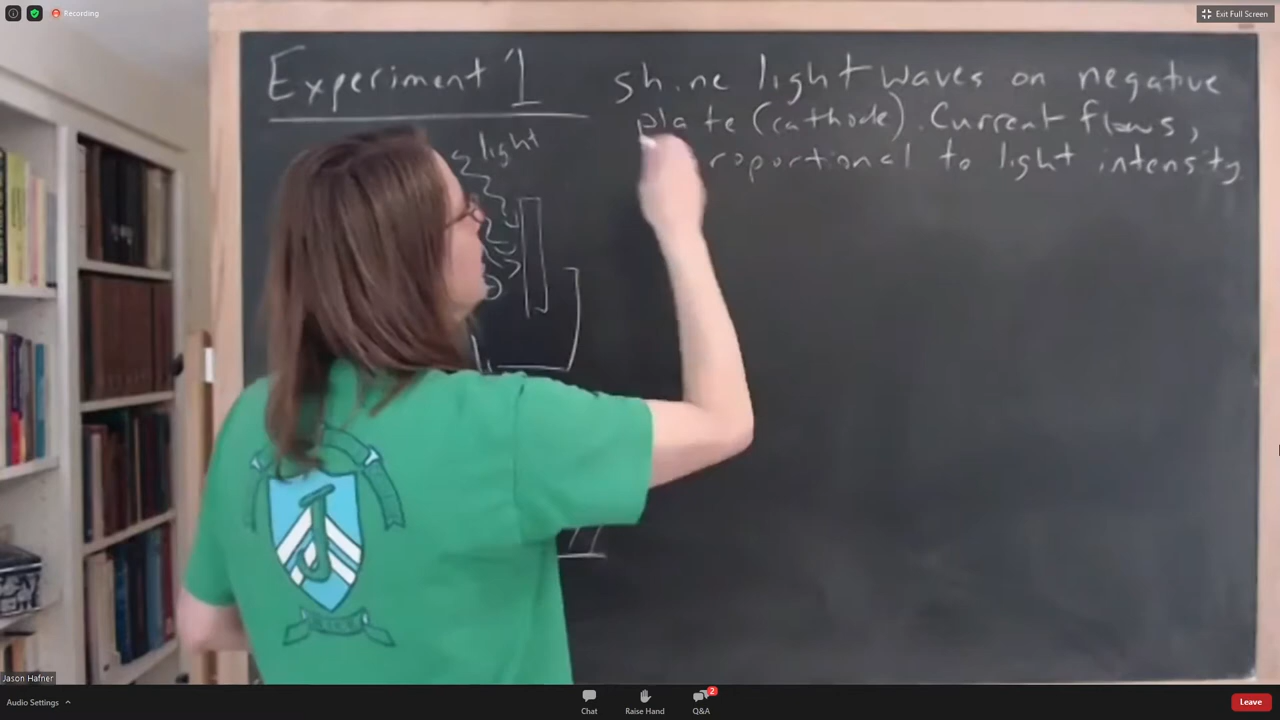 Recording
Exit Full Screen
Experiment 1
shine light waves on negative
plate (cathode). Current flows,
roportional to light intensity
light
J
Jason Hafner
Audio Settings
Chat
Raise Hand
2
Q&A
Leave